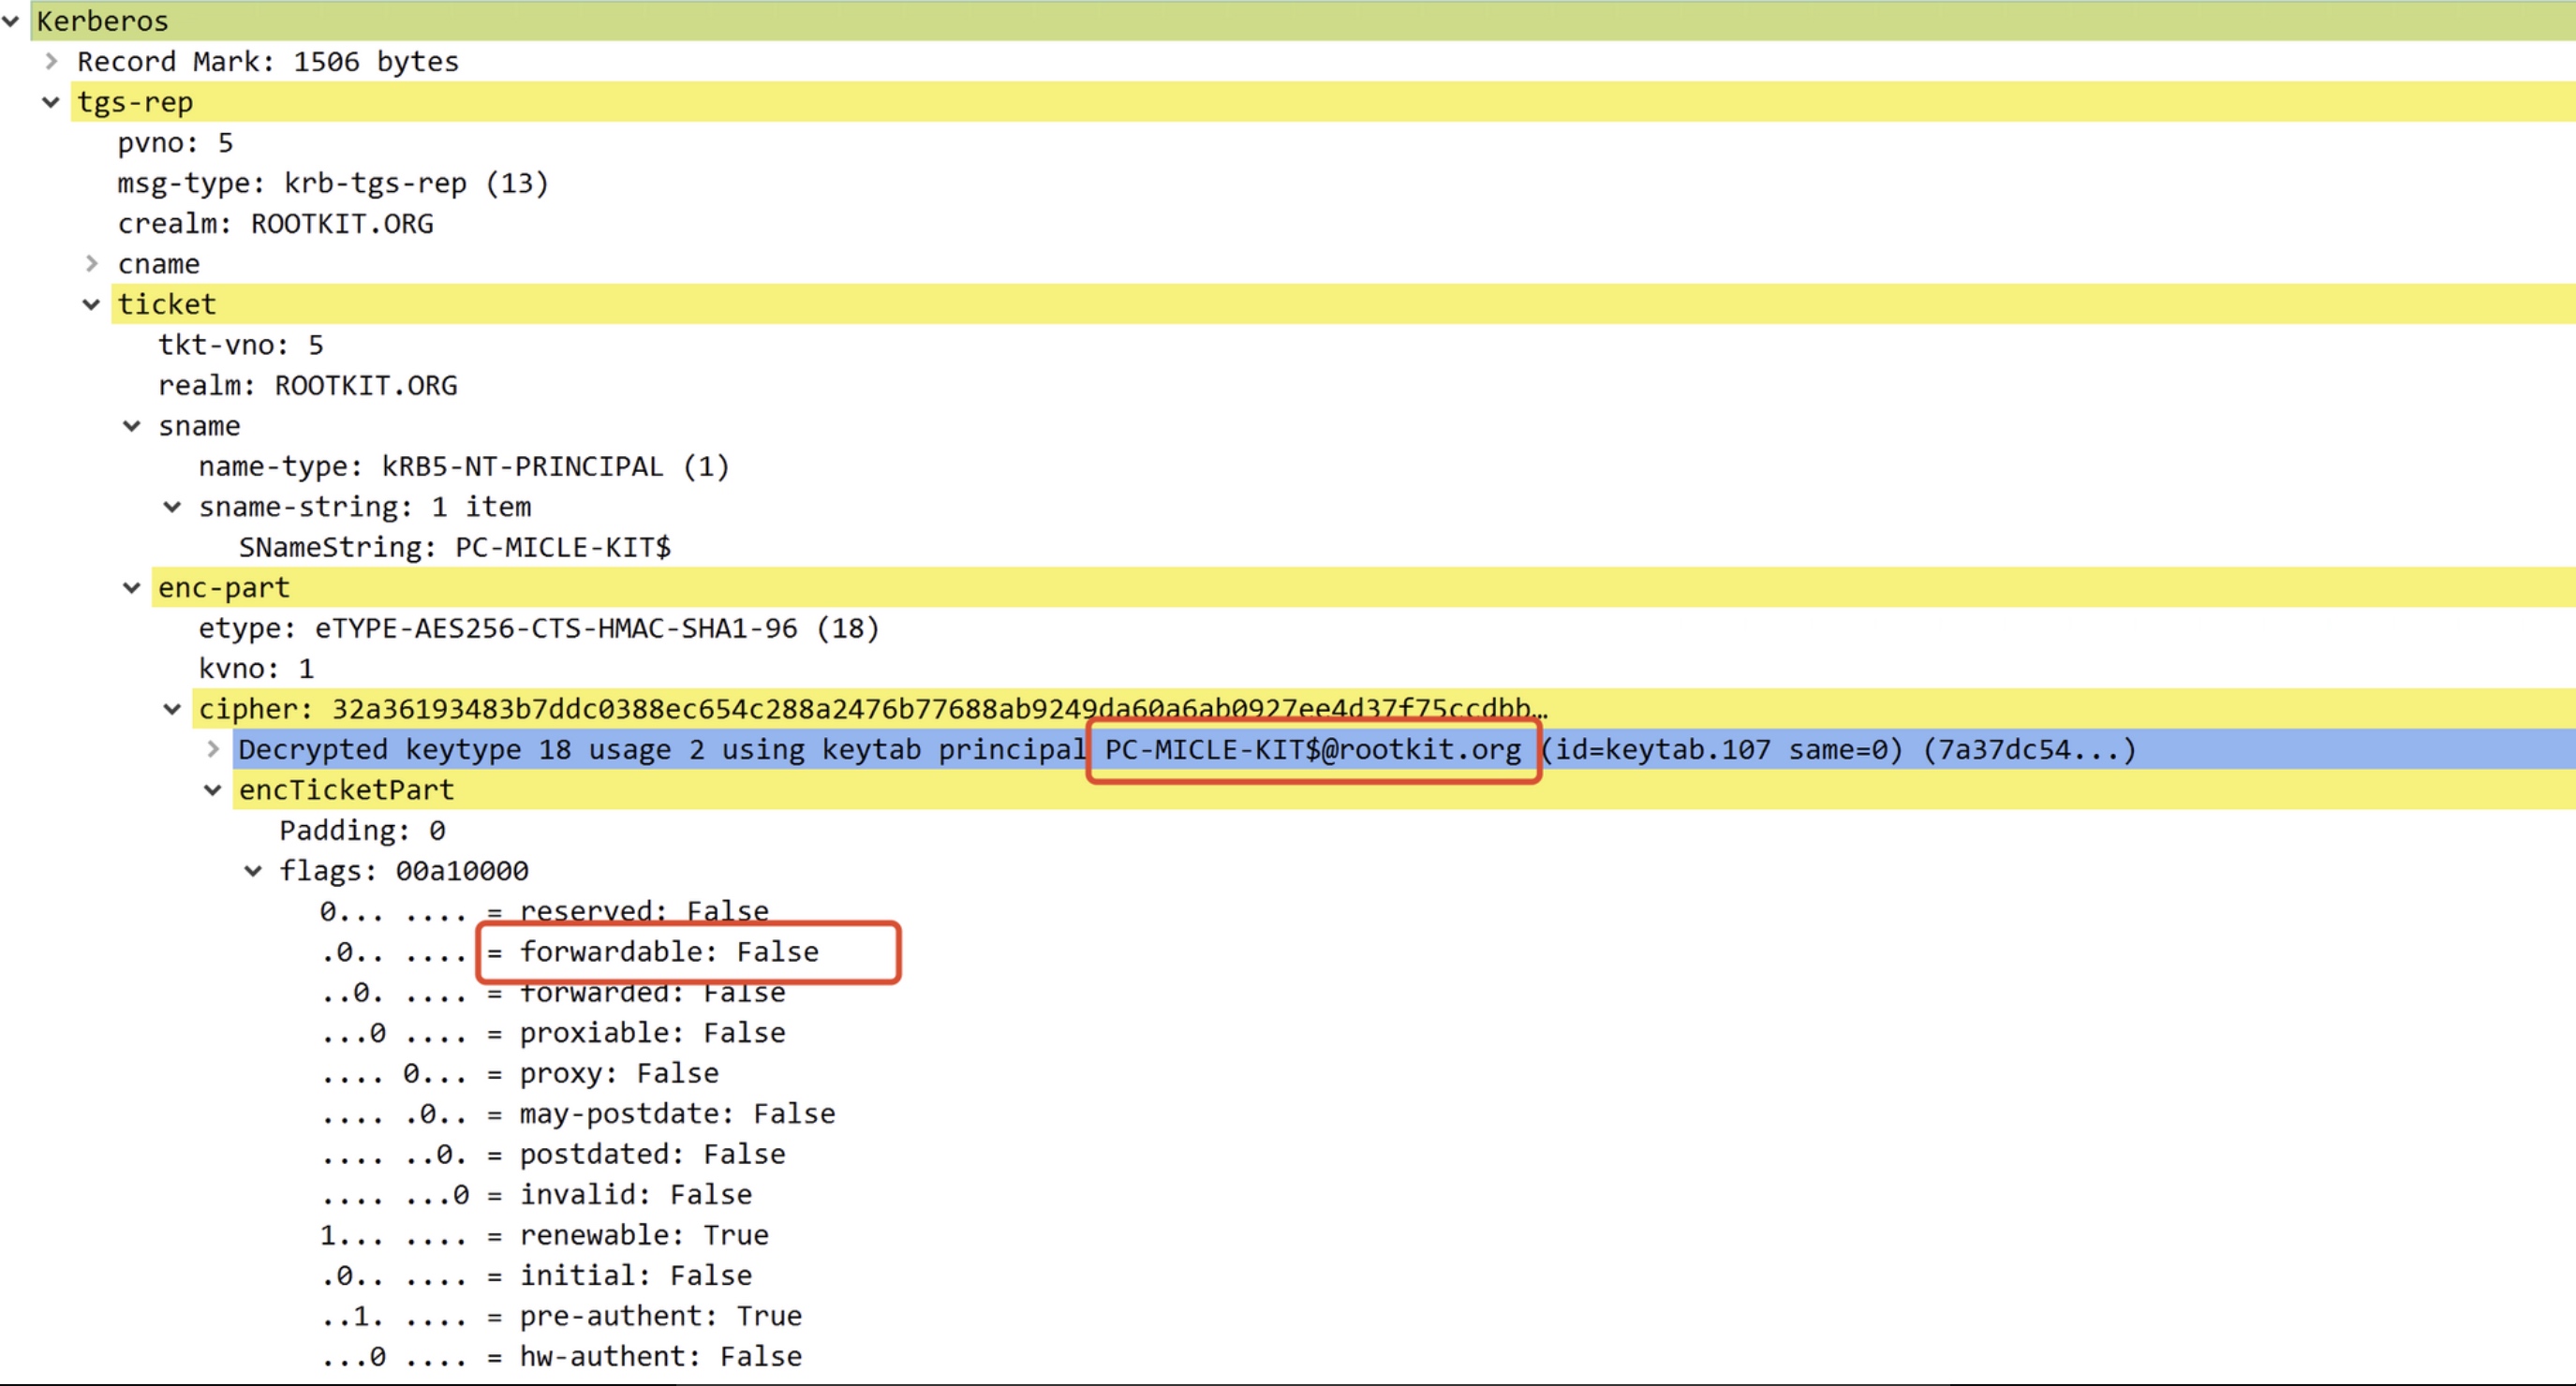 Kerberos
Record Mark: 1506 bytes
tgs-rep
pvno: 5
msg-type: krb-tgs-rep (13)
crealm: ROOTKIT.ORG
cname
ticket
tkt-vno: 5
realm: ROOTKIT.ORG
sname
name-type: kRB5-NT-PRINCIPAL (1)
sname-string: 1 item
SNameString: PC-MICLE-KIT$
enc-part
etype: eTYPE-AES256-CTS-HMAC-SHA1-96 (18)
kvno: 1
cipher: 32a36193483b7ddc0388ec654c288a2476b77688ab9249da60a6ab0927ee4d37f75ccdbb…
Decrypted keytype 18 usage 2 using keytab principal PC-MICLE-KIT$@rootkit.org (id=keytab.107 same=0) (7a37dc54...)
encTicketPart
Padding: 0
flags: 00a10000
0... .... = reserved: False
.0.. .... = forwardable: False
..0. .... = forwarded: False
...0 .... = proxiable: False
.... 0... = proxy: False
.... .0.. = may-postdate: False
.... ..0. = postdated: False
.... ...0 = invalid: False
1... .... = renewable: True
.0.. .... = initial: False
..1. .... = pre-authent: True
...0 .... = hw-authent: False